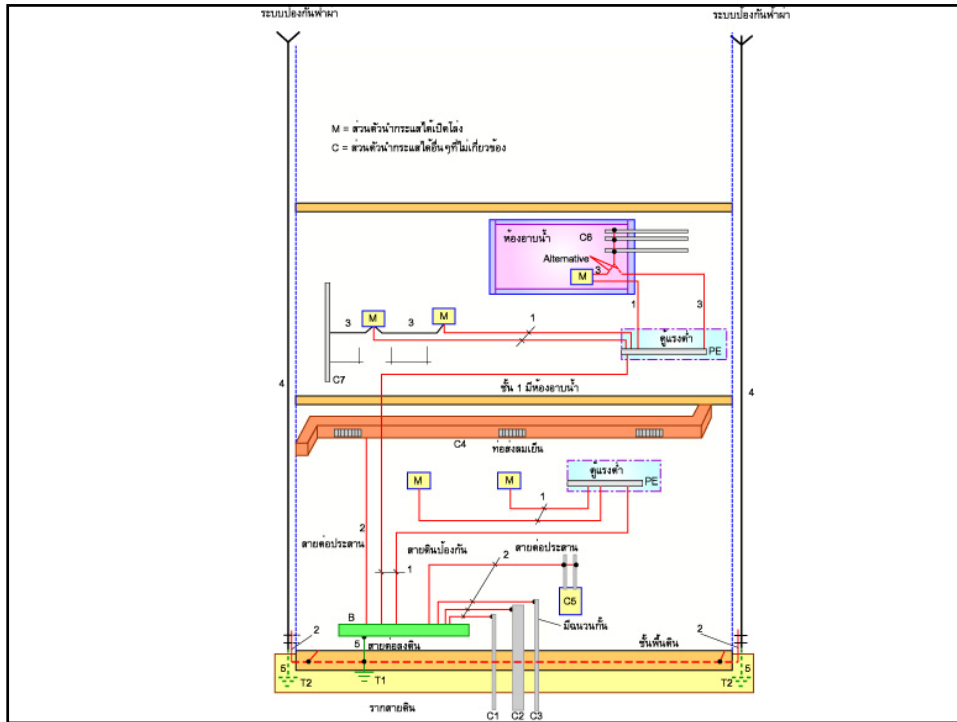 ระบบป้องกันฟ้าผ่า
ระบบป้องกันฟ้าผ่า
M = ส่วนตัวนำกระแสได้เปิดโล่ง
C = ส่วนตัวนำกระแสได้อื่นๆที่ไม่เกี่ยวข้อง
ห้องอาบน้ำ
C6
Alternative
3
M
1
3
3
M
3
M
1
ตู้แรงต่ำ
PE
C7
4
4
ชั้น 1 มีห้องอาบน้ำ
C4
ท่อส่งลมเย็น
ตู้แรงต่ำ
PE
M
M
1
2
สายต่อประสาน
สายดินป้องกัน
สายต่อประสาน
2
1
C5
B
มีฉนวนกั้น
2
5
สายต่อลงดิน
ชั้นพื้นดิน
2
5
T2
T1
T2
5
รากสายดิน
C1
C2
C3